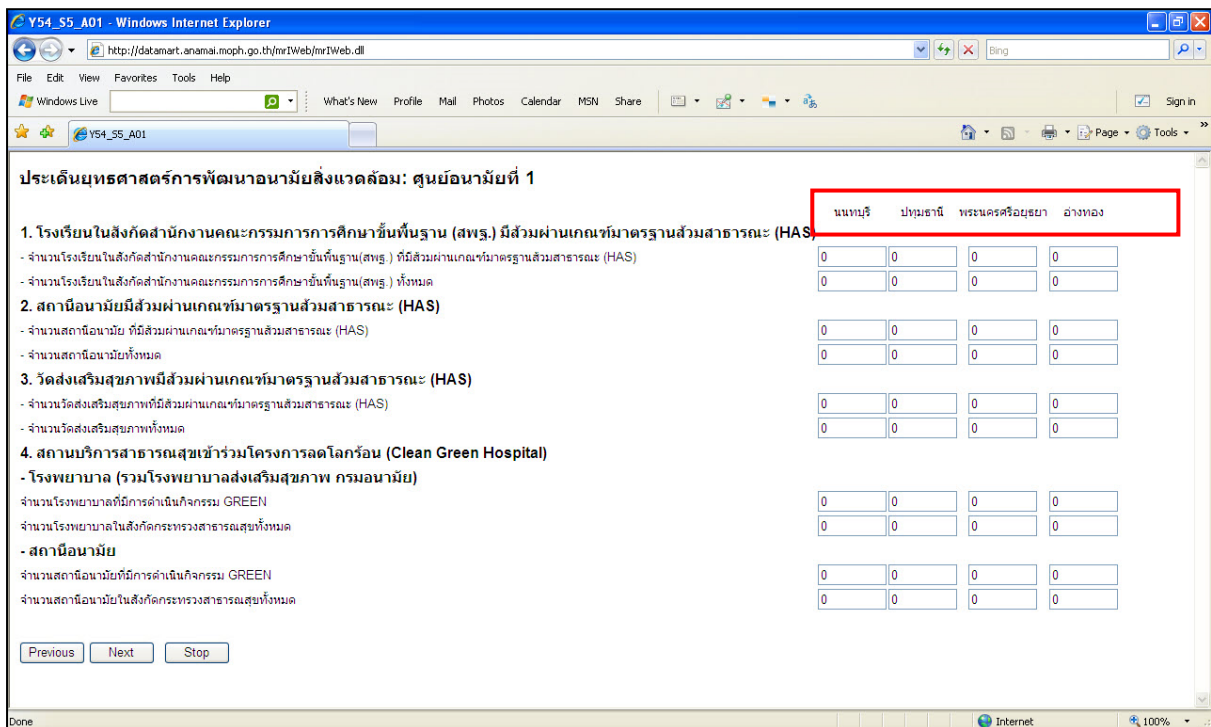 Y54_S5_A01 - Windows Internet Explorer
http://datamart.anamai.moph.go.th/mrIWeb/mrIWeb.dll
Bing
File Edit View Favorites Tools Help
Windows Live What's New Profile Mail Photos Calendar MSN Share Sign in
Y54_S5_A01 Page Tools
ประเด็นยุทธศาสตร์การพัฒนาอนามัยสิ่งแวดล้อม: ศูนย์อนามัยที่ 1
นนทบุรี ปทุมธานี พระนครศรีอยุธยา อ่างทอง
1. โรงเรียนในสังกัดสำนักงานคณะกรรมการการศึกษาขั้นพื้นฐาน (สพฐ.) มีส้วมผ่านเกณฑ์มาตรฐานส้วมสาธารณะ (HAS)
- จำนวนโรงเรียนในสังกัดสำนักงานคณะกรรมการการศึกษาขั้นพื้นฐาน(สพฐ.) ที่มีส้วมผ่านเกณฑ์มาตรฐานส้วมสาธารณะ (HAS) 0 0 0 0
- จำนวนโรงเรียนในสังกัดสำนักงานคณะกรรมการการศึกษาขั้นพื้นฐาน(สพฐ.) ทั้งหมด 0 0 0 0
2. สถานีอนามัยมีส้วมผ่านเกณฑ์มาตรฐานส้วมสาธารณะ (HAS)
- จำนวนสถานีอนามัย ที่มีส้วมผ่านเกณฑ์มาตรฐานส้วมสาธารณะ (HAS) 0 0 0 0
- จำนวนสถานีอนามัยทั้งหมด 0 0 0 0
3. วัดส่งเสริมสุขภาพมีส้วมผ่านเกณฑ์มาตรฐานส้วมสาธารณะ (HAS)
- จำนวนวัดส่งเสริมสุขภาพที่มีส้วมผ่านเกณฑ์มาตรฐานส้วมสาธารณะ (HAS) 0 0 0 0
- จำนวนวัดส่งเสริมสุขภาพทั้งหมด 0 0 0 0
4. สถานบริการสาธารณสุขเข้าร่วมโครงการลดโลกร้อน (Clean Green Hospital)
- โรงพยาบาล (รวมโรงพยาบาลส่งเสริมสุขภาพ กรมอนามัย)
จำนวนโรงพยาบาลที่มีการดำเนินกิจกรรม GREEN 0 0 0 0
จำนวนโรงพยาบาลในสังกัดกระทรวงสาธารณสุขทั้งหมด 0 0 0 0
- สถานีอนามัย
จำนวนสถานีอนามัยที่มีการดำเนินกิจกรรม GREEN 0 0 0 0
จำนวนสถานีอนามัยในสังกัดกระทรวงสาธารณสุขทั้งหมด 0 0 0 0
Previous Next Stop
Done Internet 100%